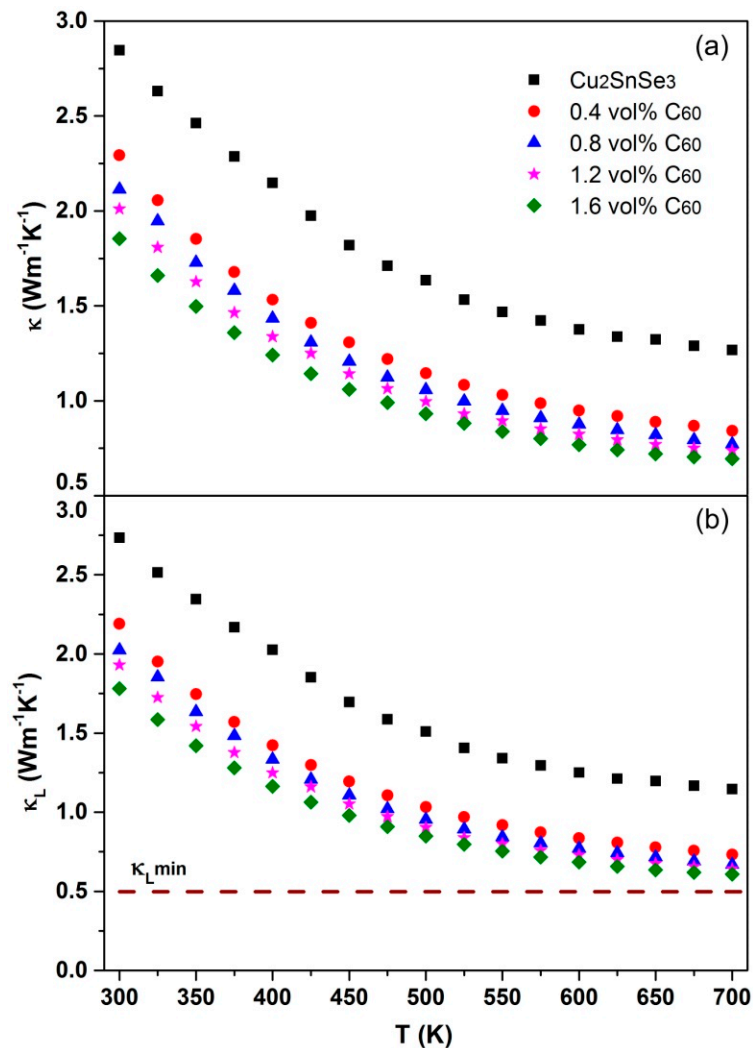 (a)
Cu2SnSe3
0.4 vol% C60
0.8 vol% C60
1.2 vol% C60
1.6 vol% C60
3.0
2.5
2.0
1.5
1.0
0.5
κ (Wm-1K-1)
(b)
3.0
2.5
2.0
1.5
1.0
0.5
0.0
κL (Wm-1K-1)
κLmin
300 350 400 450 500 550 600 650 700
T (K)